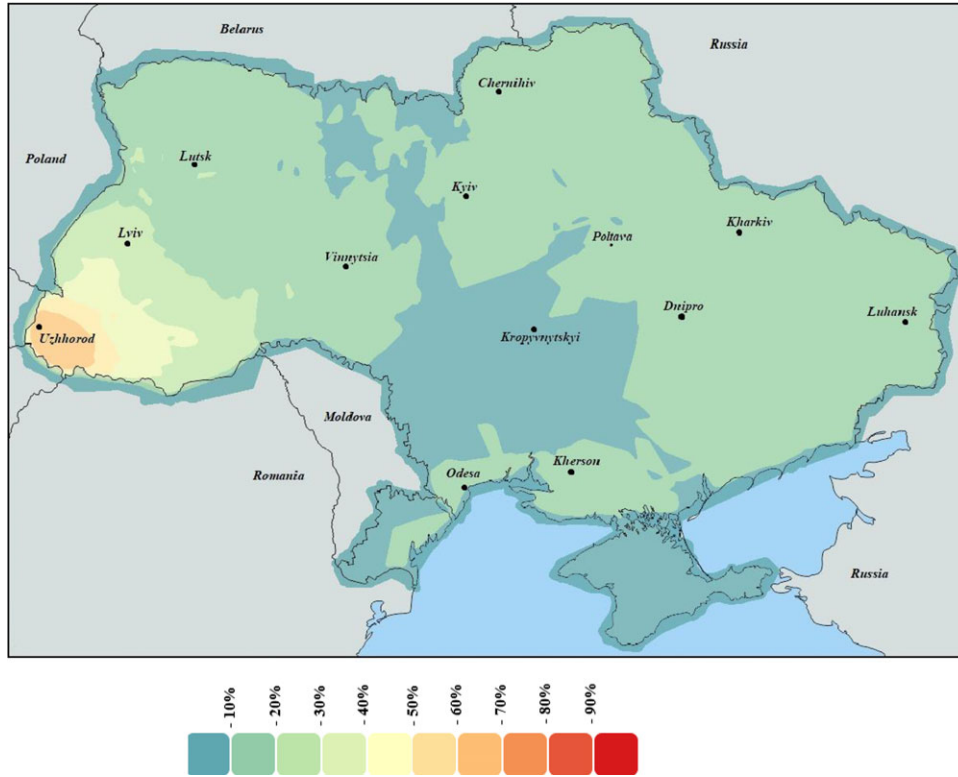 Belarus
Russia
Chernihiv
Poland
Lutsk
Kyiv
Lviv
Kharkiv
Poltava
Vinnytsia
Dnipro
Luhansk
Uzhhorod
Kropyvnytskyi
Moldova
Romania
Odesa
Kherson
Russia
- 10%
- 20%
- 30%
- 40%
- 50%
- 60%
- 70%
- 80%
- 90%